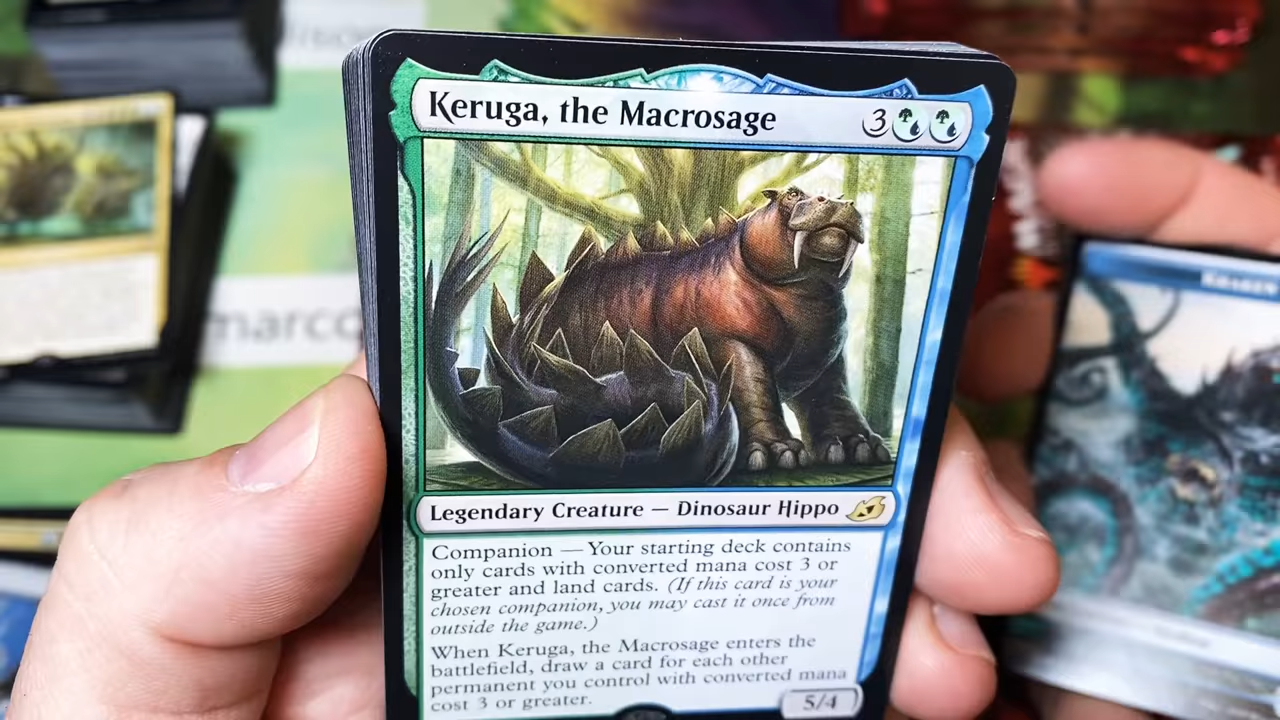 Keruga, the Macrosage 3
Legendary Creature — Dinosaur Hippo
Companion — Your starting deck contains
only cards with converted mana cost 3 or
greater and land cards. (If this card is your
chosen companion, you may cast it once from
outside the game.)
When Keruga, the Macrosage enters the
battlefield, draw a card for each other
permanent you control with converted mana
cost 3 or greater.
5/4
marco
KRAKEN